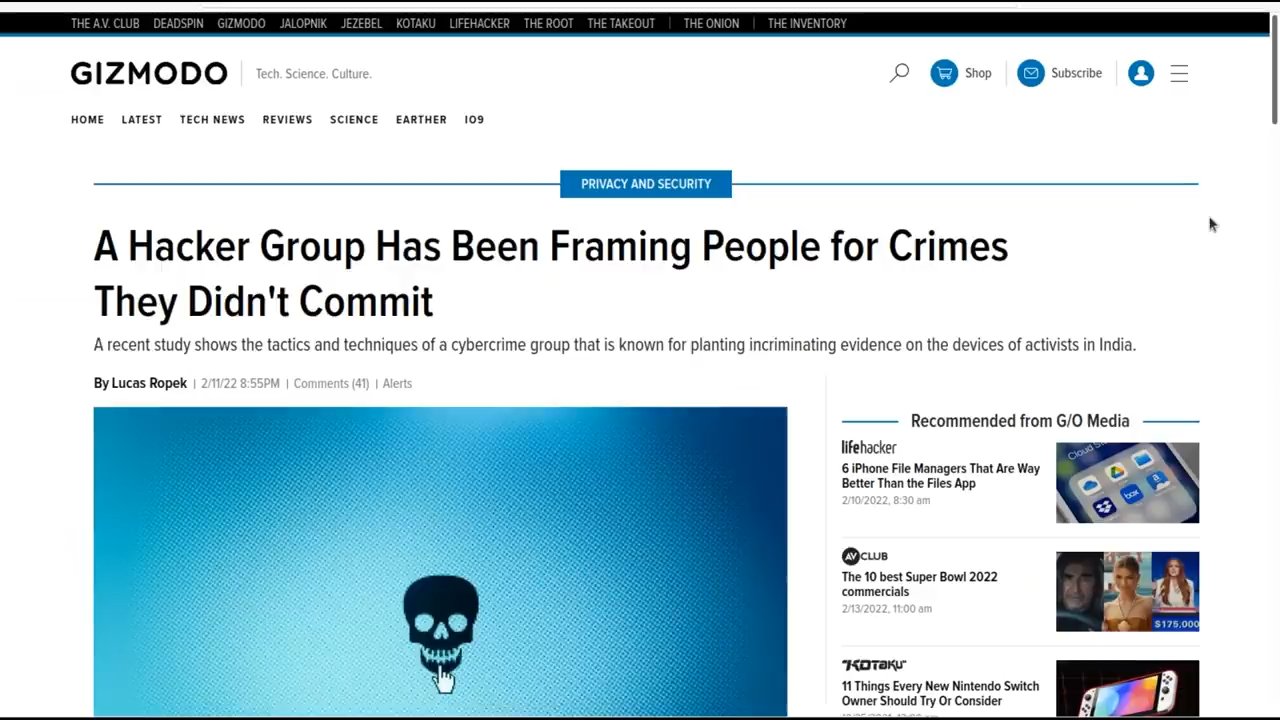 THE A.V. CLUB DEADSPIN GIZMODO JALOPNIK JEZEBEL KOTAKU LIFEHACKER THE ROOT THE TAKEOUT | THE ONION | THE INVENTORY
GIZMODO Tech. Science. Culture. Shop Subscribe
HOME LATEST TECH NEWS REVIEWS SCIENCE EARTHER IO9
PRIVACY AND SECURITY
A Hacker Group Has Been Framing People for Crimes
They Didn't Commit
A recent study shows the tactics and techniques of a cybercrime group that is known for planting incriminating evidence on the devices of activists in India.
By Lucas Ropek | 2/11/22 8:55PM | Comments (41) | Alerts
Recommended from G/O Media
lifehacker
6 iPhone File Managers That Are Way
Better Than the Files App
2/10/2022, 8:30 am
AV CLUB
The 10 best Super Bowl 2022
commercials
2/13/2022, 11:00 am
$175,000
KOTAKU
11 Things Every New Nintendo Switch
Owner Should Try Or Consider